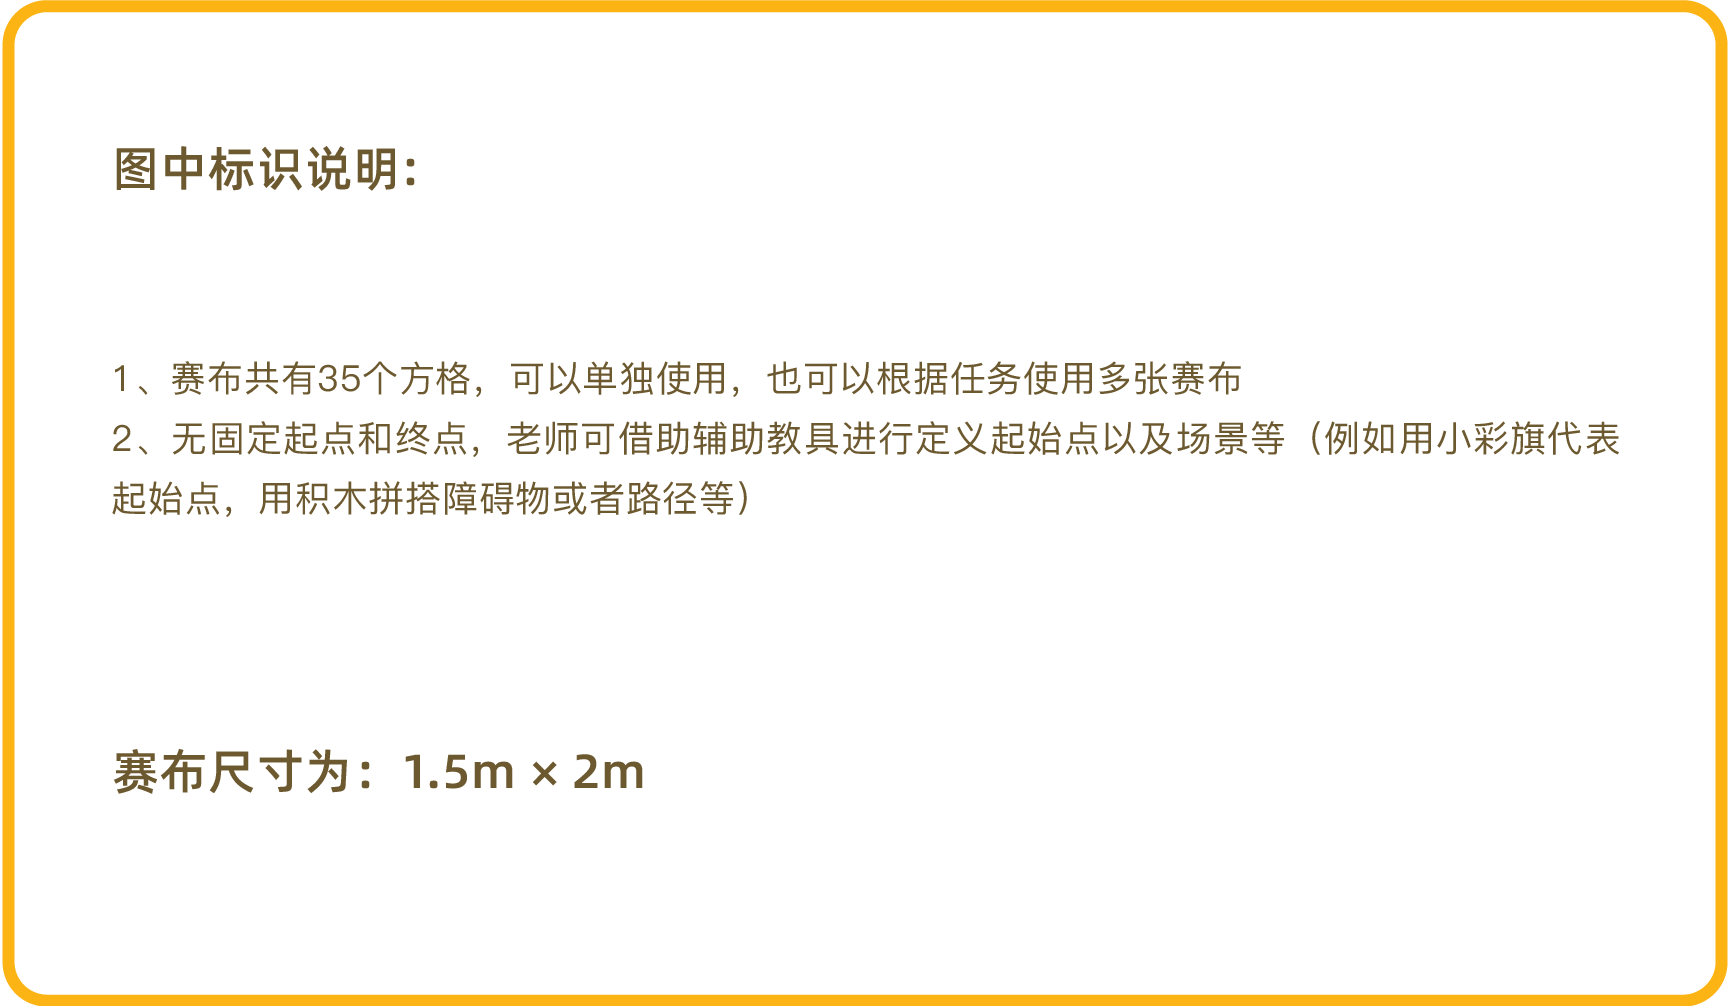 图中标识说明：
1、赛布共有35个方格，可以单独使用，也可以根据任务使用多张赛布
2、无固定起点和终点，老师可借助辅助教具进行定义起始点以及场景等（例如用小彩旗代表
起始点，用积木拼搭障碍物或者路径等）
赛布尺寸为：1.5m × 2m